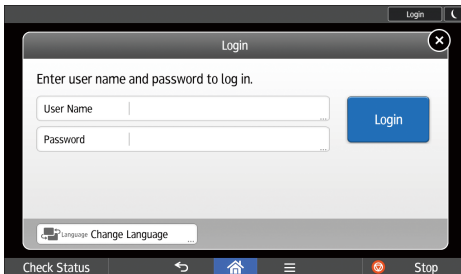 Login
Login
Enter user name and password to log in.
User Name
...
Login
Password
...
Language Change Language
...
Check Status
Stop